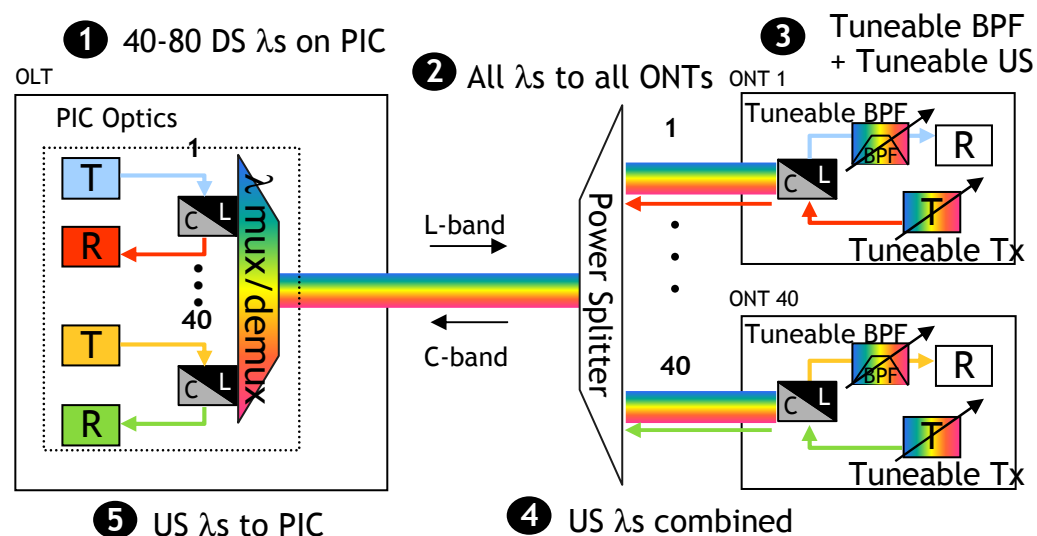 1 40-80 DS λs on PIC
2 All λs to all ONTs
3 Tuneable BPF
+ Tuneable US
OLT
PIC Optics
1
T
C L
R
40
T
C L
R
λ mux/demux
L-band
C-band
Power Splitter
1
40
ONT 1
Tuneable BPF
BPF
R
C L
T
Tuneable Tx
ONT 40
Tuneable BPF
BPF
R
C L
T
Tuneable Tx
5 US λs to PIC
4 US λs combined